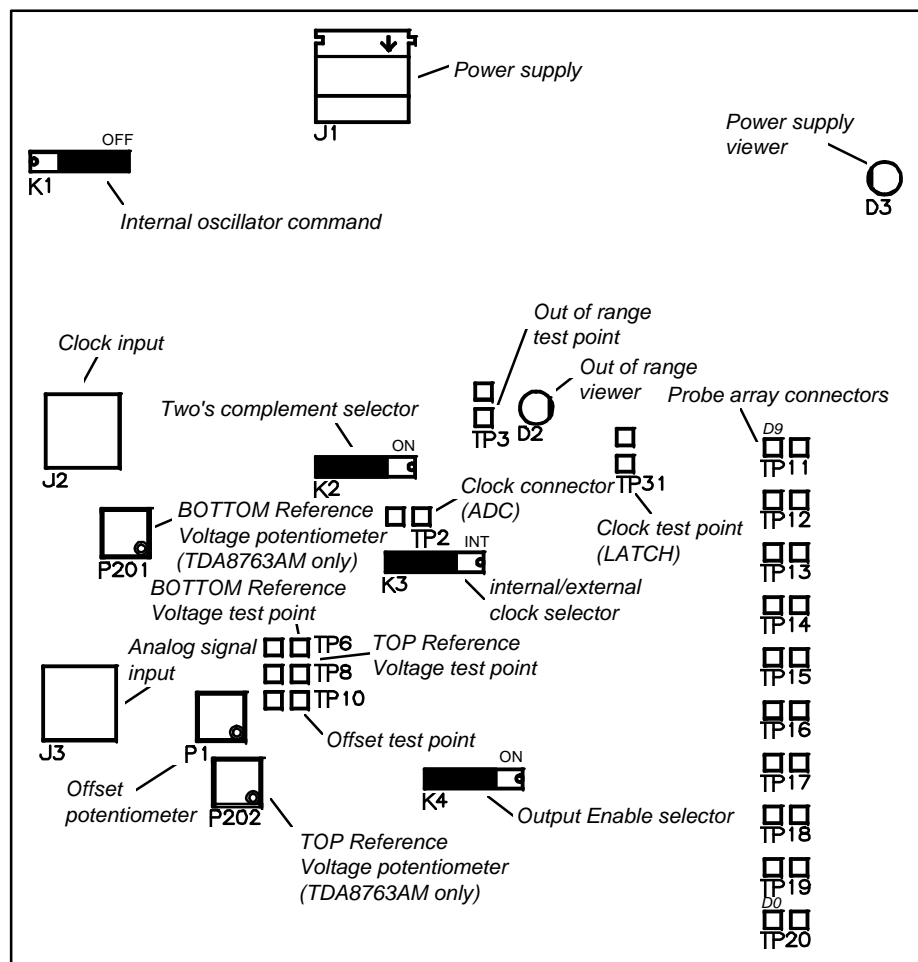 Power supply
J1
OFF
K1
Internal oscillator command
Power supply
viewer
D3
Out of range
test point
Clock input
J2
Out of range
viewer
Two's complement selector
TP3
D2
Probe array connectors
D9
TP11
ON
K2
TP31
Clock connector
(ADC)
TP2
Clock test point
(LATCH)
TP12
BOTTOM Reference
Voltage potentiometer
(TDA8763AM only)
P201
INT
K3
internal/external
clock selector
TP13
BOTTOM Reference
Voltage test point
TP14
Analog signal
input
TP6
TP8
TP10
TOP Reference
Voltage test point
TP15
J3
P1
Offset test point
TP16
Offset
potentiometer
P202
ON
K4
Output Enable selector
TP17
TP18
TOP Reference
Voltage potentiometer
(TDA8763AM only)
TP19
D0
TP20